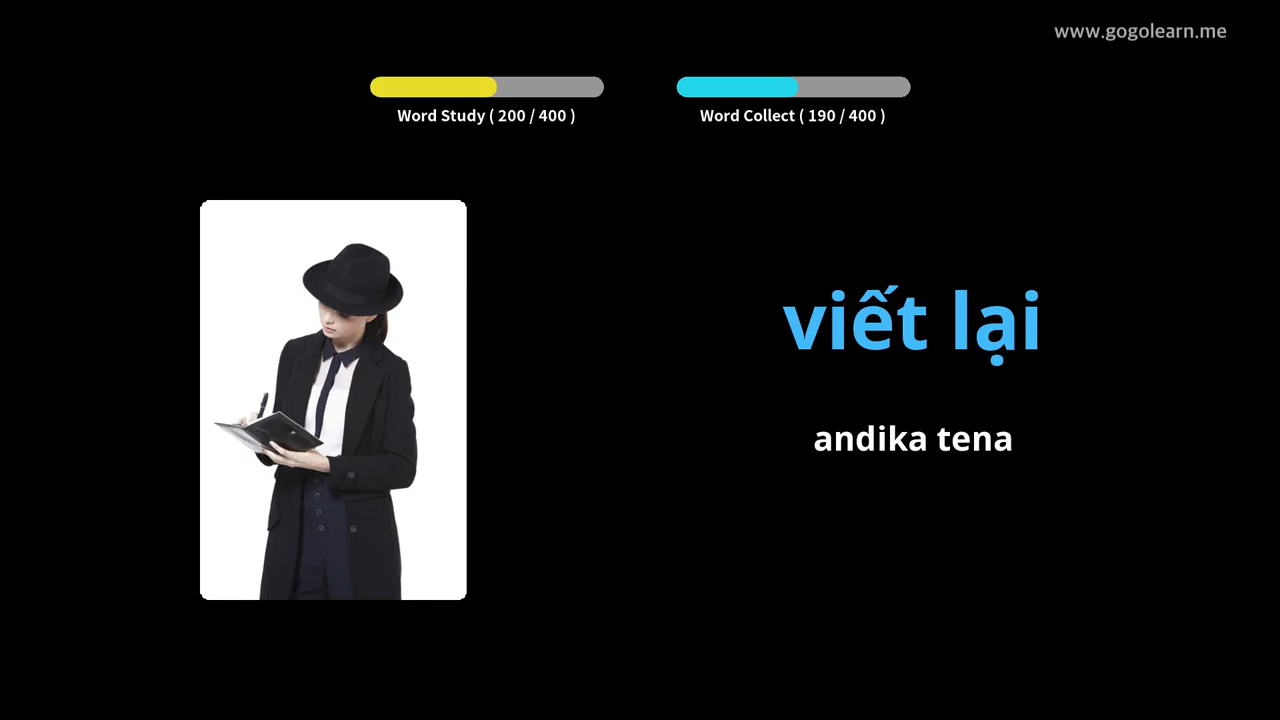 www.gogolearn.me
Word Study ( 200 / 400 )
Word Collect ( 190 / 400 )
viết lại
andika tena